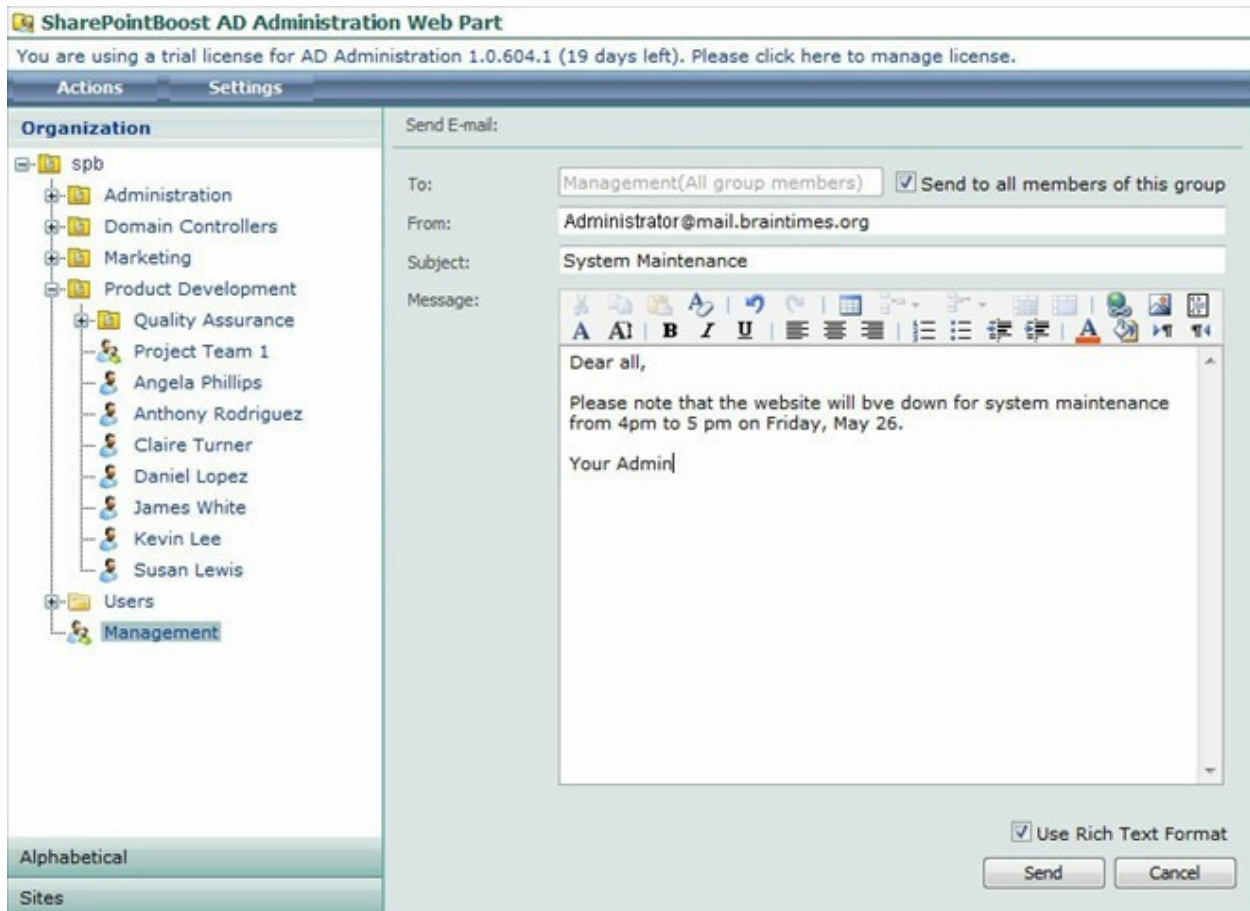 SharePointBoost AD Administration Web Part
You are using a trial license for AD Administration 1.0.604.1 (19 days left). Please click here to manage license.
Actions Settings
Organization
spb
Administration
Domain Controllers
Marketing
Product Development
Quality Assurance
Project Team 1
Angela Phillips
Anthony Rodriguez
Claire Turner
Daniel Lopez
James White
Kevin Lee
Susan Lewis
Users
Management
Alphabetical
Sites
Send E-mail:
To: Management(All group members) Send to all members of this group
From: Administrator@mail.braintimes.org
Subject: System Maintenance
Message:
Dear all,
Please note that the website will bve down for system maintenance
from 4pm to 5 pm on Friday, May 26.
Your Admin
Use Rich Text Format
Send Cancel